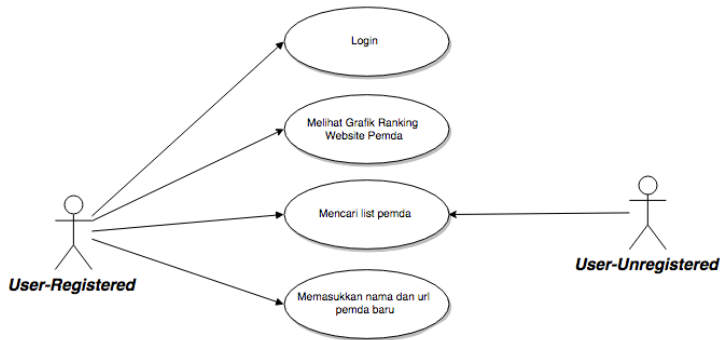 Login
Melihat Grafik Ranking
Website Pemda
Mencari list pemda
User-Registered
User-Unregistered
Memasukkan nama dan url
pemda baru